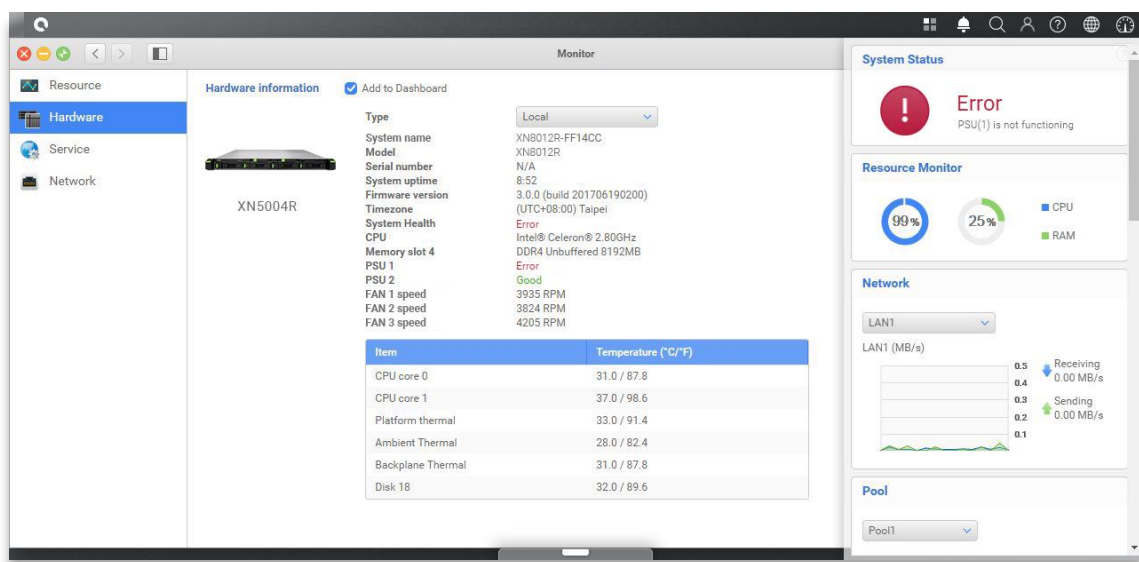 Monitor
Resource
Hardware
Service
Network
Hardware information
Add to Dashboard
XN5004R
Type Local
System name XN8012R-FF14CC
Model XN8012R
Serial number N/A
System uptime 8:52
Firmware version 3.0.0 (build 201706190200)
Timezone (UTC+08:00) Taipei
System Health Error
CPU Intel® Celeron® 2.80GHz
Memory slot 4 DDR4 Unbuffered 8192MB
PSU 1 Error
PSU 2 Good
FAN 1 speed 3935 RPM
FAN 2 speed 3824 RPM
FAN 3 speed 4205 RPM
Item Temperature (°C/°F)
CPU core 0 31.0 / 87.8
CPU core 1 37.0 / 98.6
Platform thermal 33.0 / 91.4
Ambient Thermal 28.0 / 82.4
Backplane Thermal 31.0 / 87.8
Disk 18 32.0 / 89.6
System Status
Error
PSU(1) is not functioning
Resource Monitor
99%
25%
CPU
RAM
Network
LAN1
LAN1 (MB/s)
0.5
0.4
0.3
0.2
0.1
Receiving
0.00 MB/s
Sending
0.00 MB/s
Pool
Pool1